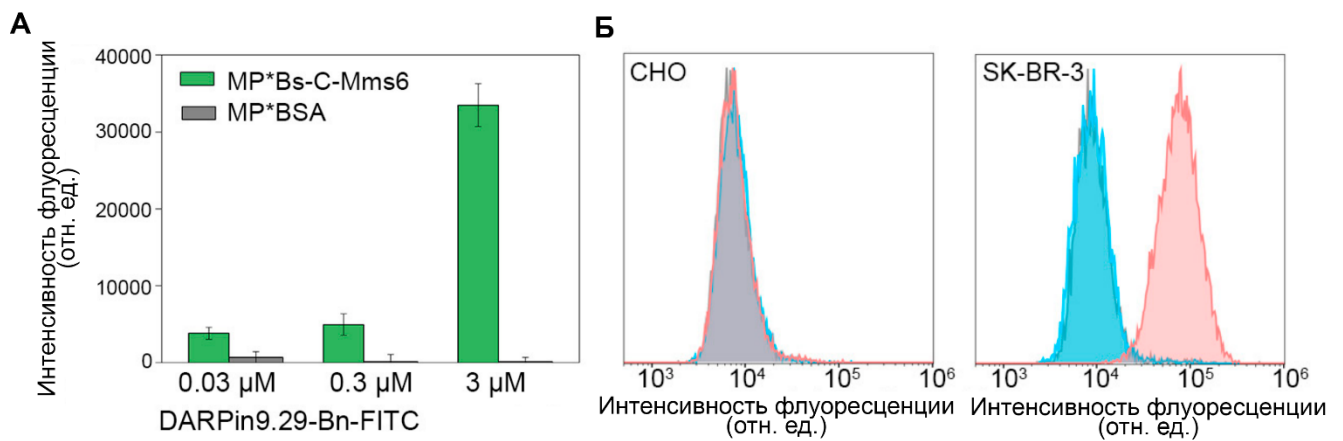 А
Интенсивность флуоресценции
(отн. ед.)
40000
30000
20000
10000
0
MP*Bs-C-Mms6
MP*BSA
0.03 µM 0.3 µM 3 µM
DARPin9.29-Bn-FITC
Б
CHO
10³ 10⁴ 10⁵ 10⁶
Интенсивность флуоресценции
(отн. ед.)
SK-BR-3
10³ 10⁴ 10⁵ 10⁶
Интенсивность флуоресценции
(отн. ед.)